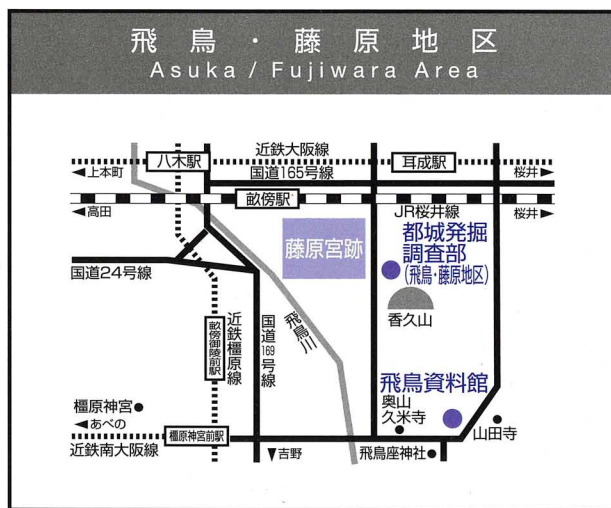 飛鳥・藤原地区
Asuka / Fujiwara Area
近鉄大阪線
八木駅
耳成駅
上本町
国道165号線
桜井
畝傍駅
高田
JR桜井線
桜井
藤原宮跡
都城発掘
調査部
(飛鳥・藤原地区)
国道24号線
香久山
飛鳥川
近鉄橿原線
国道169号線
畝傍御陵前駅
飛鳥資料館
橿原神宮
奥山
久米寺
あべの
山田寺
橿原神宮前駅
近鉄南大阪線
吉野
飛鳥座神社